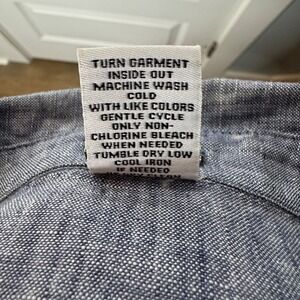 TURN GARMENT
INSIDE OUT
MACHINE WASH
COLD
WITH LIKE COLORS
GENTLE CYCLE
ONLY NON-
CHLORINE BLEACH
WHEN NEEDED
TUMBLE DRY LOW
COOL IRON
IF NEEDED